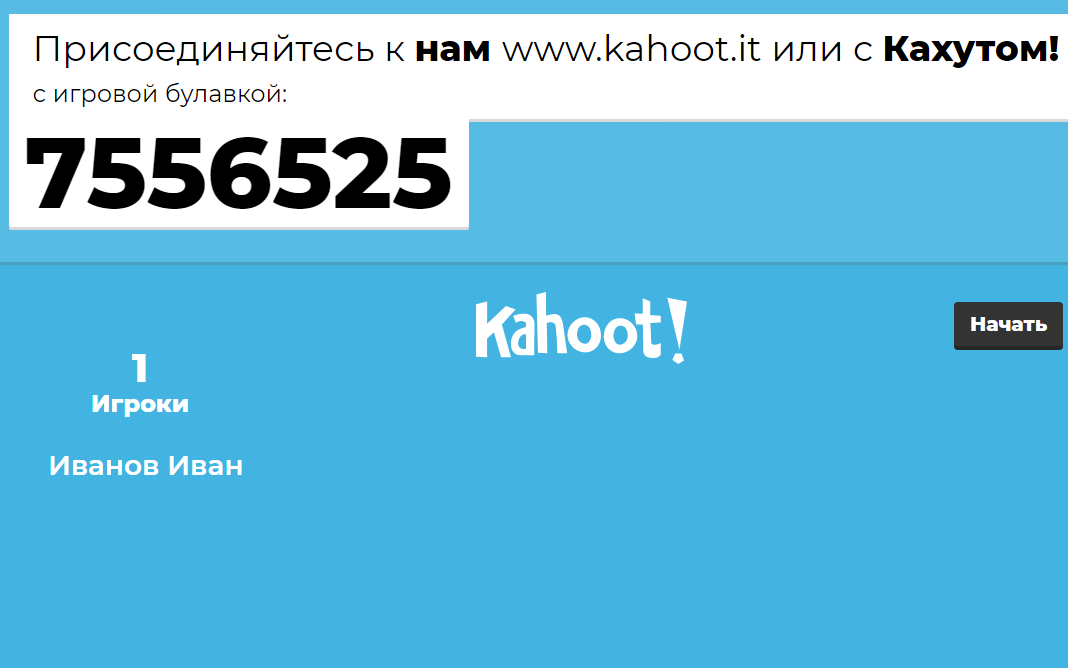 Присоединяйтесь к нам www.kahoot.it или с Кахутом!
с игровой булавкой:
7556525
Kahoot!
Начать
1
Игроки
Иванов Иван